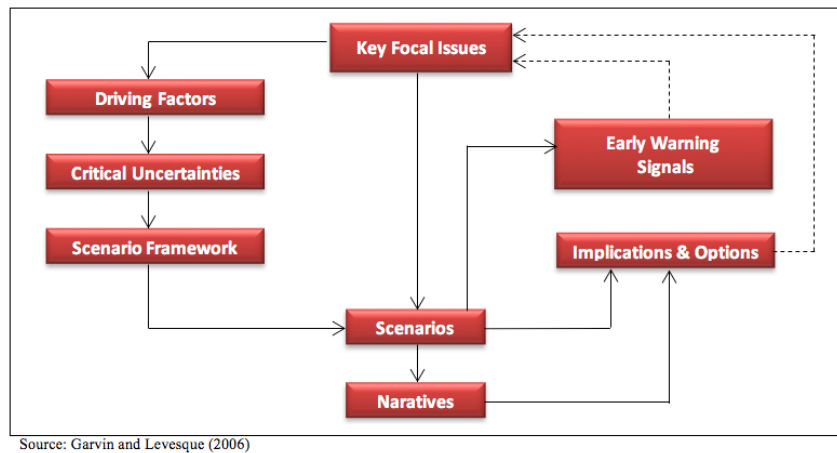 Key Focal Issues
Driving Factors
Early Warning
Signals
Critical Uncertainties
Scenario Framework
Implications & Options
Scenarios
Naratives
Source: Garvin and Levesque (2006)